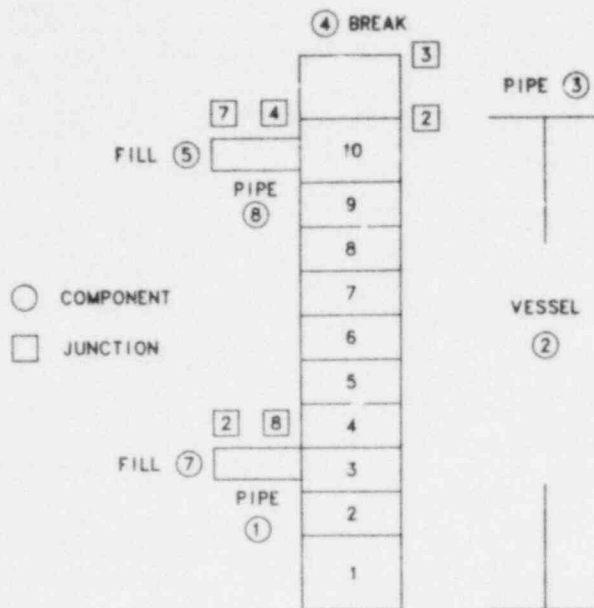 ④ BREAK
3
PIPE ③
7 4
2
FILL ⑤
10
PIPE
⑧
9
8
COMPONENT
7
VESSEL
②
JUNCTION
6
5
2 8
4
FILL ⑦
3
PIPE
①
2
1